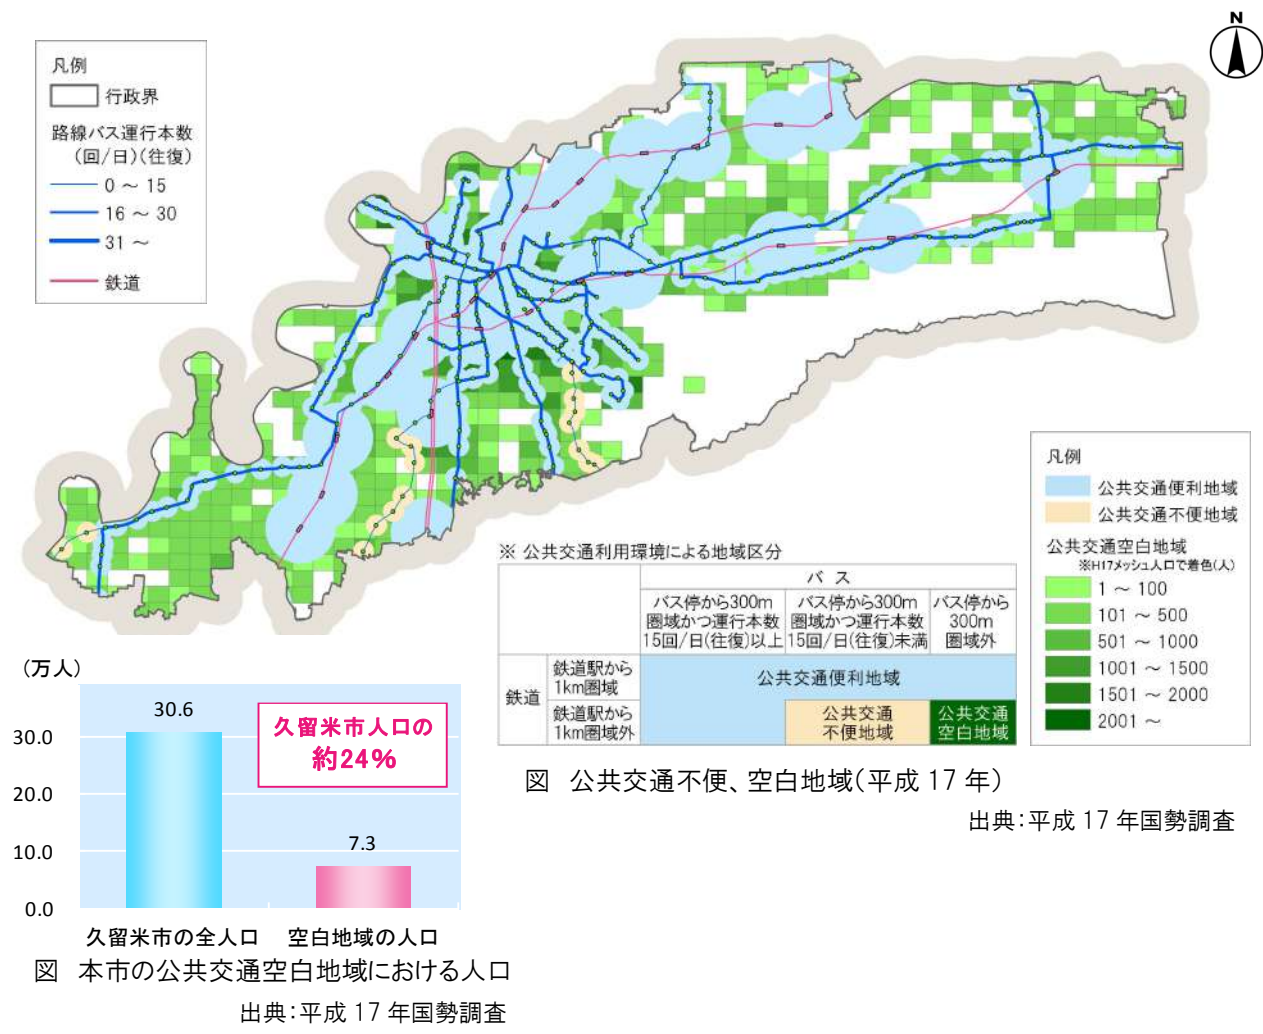 N
凡例
行政界
路線バス運行本数
(回/日)(往復)
0 ～ 15
16 ～ 30
31 ～
鉄道
凡例
公共交通便利地域
公共交通不便地域
公共交通空白地域
※H17メッシュ人口で着色(人)
1 ～ 100
101 ～ 500
501 ～ 1000
1001 ～ 1500
1501 ～ 2000
2001 ～
※ 公共交通利用環境による地域区分
バ ス
バス停から300m
圏域かつ運行本数
15回/日(往復)以上
バス停から300m
圏域かつ運行本数
15回/日(往復)未満
バス停から
300m
圏域外
鉄道
鉄道駅から
1km圏域
公共交通便利地域
鉄道駅から
1km圏域外
公共交通
不便地域
公共交通
空白地域
図 公共交通不便、空白地域(平成 17 年)
出典:平成 17 年国勢調査
(万人)
30.0
20.0
10.0
0.0
30.6
7.3
久留米市人口の
約24%
久留米市の全人口
空白地域の人口
図 本市の公共交通空白地域における人口
出典:平成 17 年国勢調査